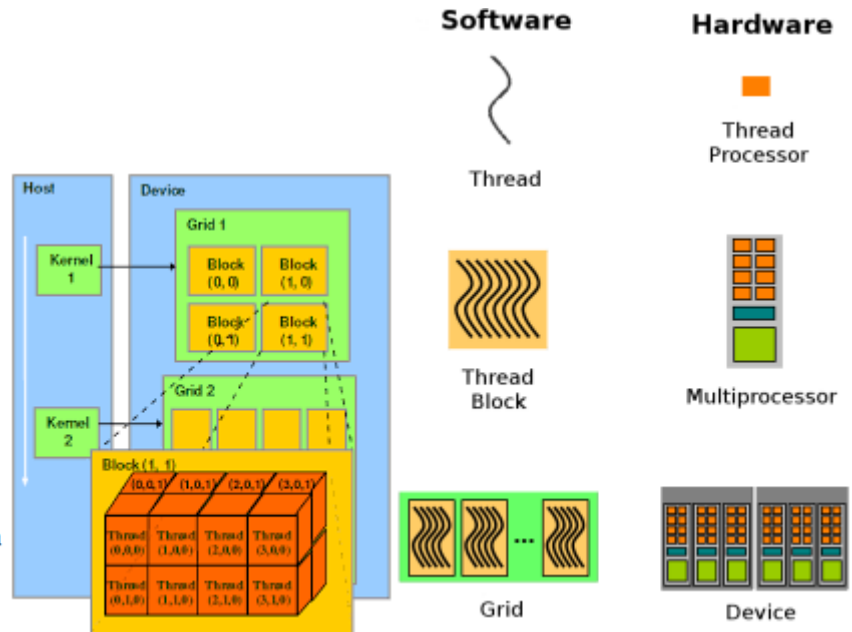 Software
Hardware
Thread
Thread
Processor
Host
Device
Grid 1
Kernel
1
Block
(0, 0)
Block
(1, 0)
Block
(0, 1)
Block
(1, 1)
Grid 2
Kernel
2
Block (1, 1)
(0,0,1) (1,0,1) (2,0,1) (3,0,1)
Thread
(0,0,0)
Thread
(1,0,0)
Thread
(2,0,0)
Thread
(3,0,0)
Thread
(0,1,0)
Thread
(1,1,0)
Thread
(2,1,0)
Thread
(3,1,0)
Thread
Block
Multiprocessor
...
Grid
Device